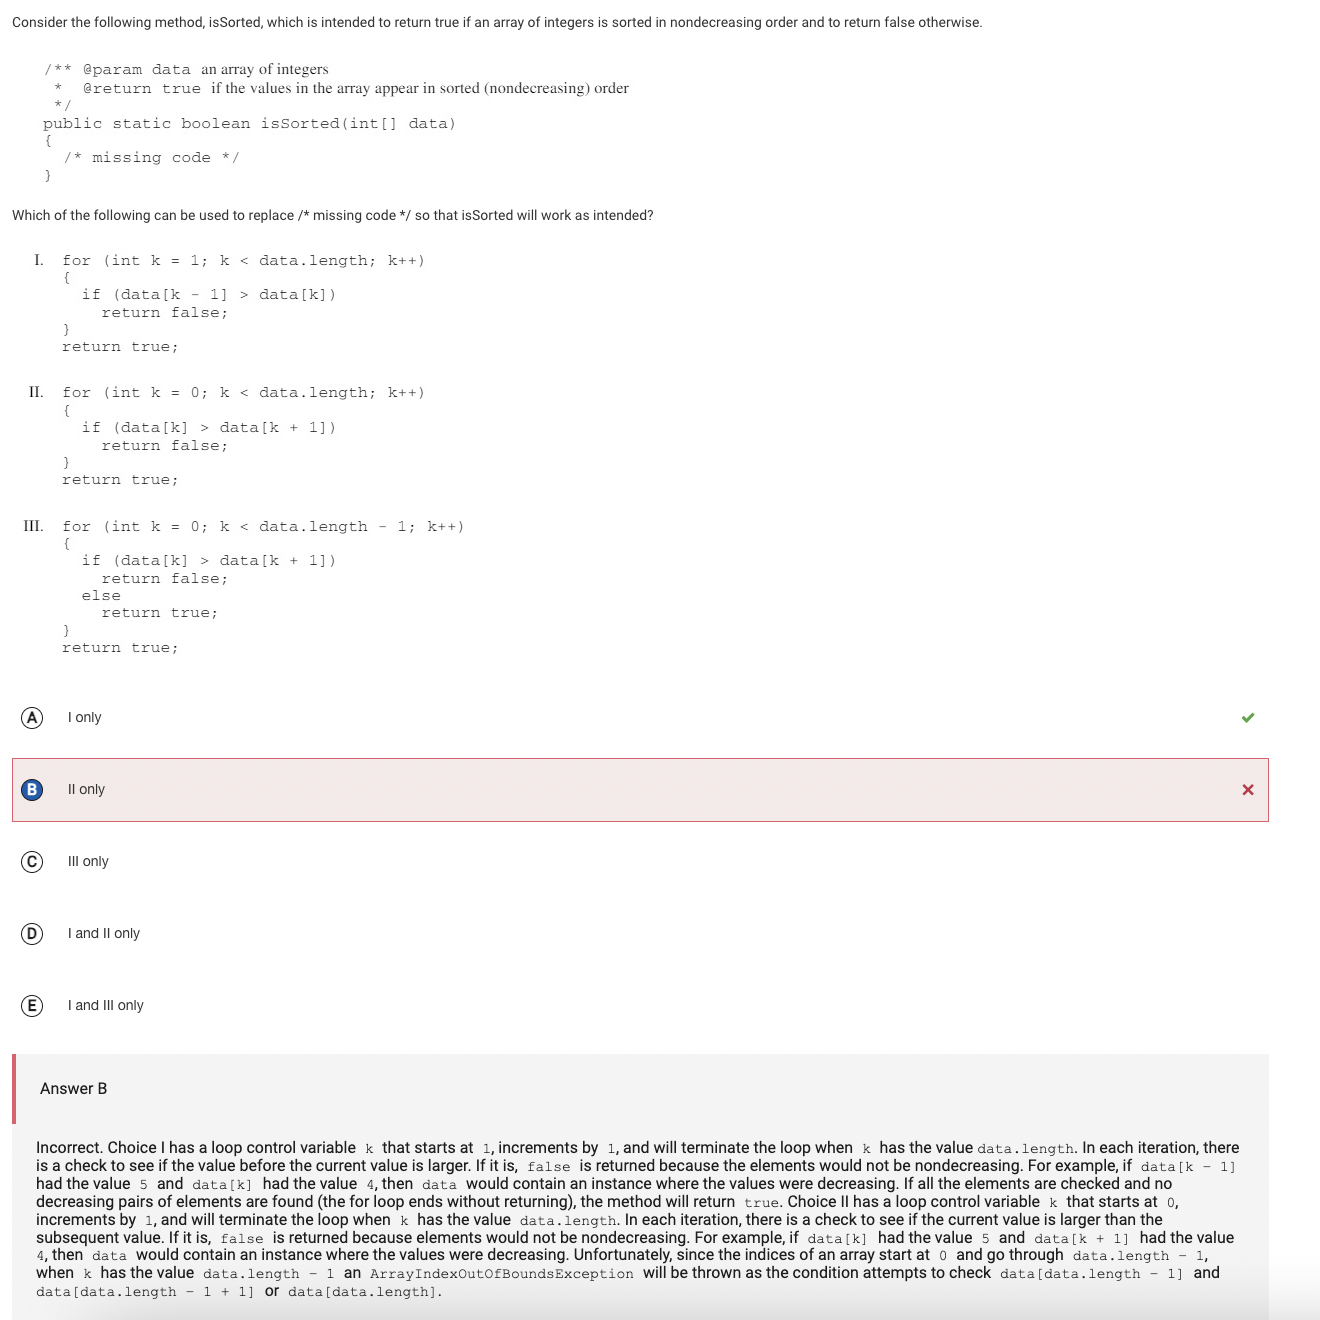 Consider the following method, isSorted, which is intended to return true if an array of integers is sorted in nondecreasing order and to return false otherwise.
/** @param data an array of integers
* @return true if the values in the array appear in sorted (nondecreasing) order
*/
public static boolean isSorted(int[] data)
{
/* missing code */
}
Which of the following can be used to replace /* missing code */ so that isSorted will work as intended?
I. for (int k = 1; k < data.length; k++)
{
if (data[k - 1] > data[k])
return false;
}
return true;
II. for (int k = 0; k < data.length; k++)
{
if (data[k] > data[k + 1])
return false;
}
return true;
III. for (int k = 0; k < data.length - 1; k++)
{
if (data[k] > data[k + 1])
return false;
else
return true;
}
return true;
A I only
B II only
C III only
D I and II only
E I and III only
Answer B
Incorrect. Choice I has a loop control variable k that starts at 1, increments by 1, and will terminate the loop when k has the value data.length. In each iteration, there
is a check to see if the value before the current value is larger. If it is, false is returned because the elements would not be nondecreasing. For example, if data[k - 1]
had the value 5 and data[k] had the value 4, then data would contain an instance where the values were decreasing. If all the elements are checked and no
decreasing pairs of elements are found (the for loop ends without returning), the method will return true. Choice II has a loop control variable k that starts at 0,
increments by 1, and will terminate the loop when k has the value data.length. In each iteration, there is a check to see if the current value is larger than the
subsequent value. If it is, false is returned because elements would not be nondecreasing. For example, if data[k] had the value 5 and data[k + 1] had the value
4, then data would contain an instance where the values were decreasing. Unfortunately, since the indices of an array start at 0 and go through data.length - 1,
when k has the value data.length - 1 an ArrayIndexOutOfBoundsException will be thrown as the condition attempts to check data[data.length - 1] and
data[data.length - 1 + 1] or data[data.length].